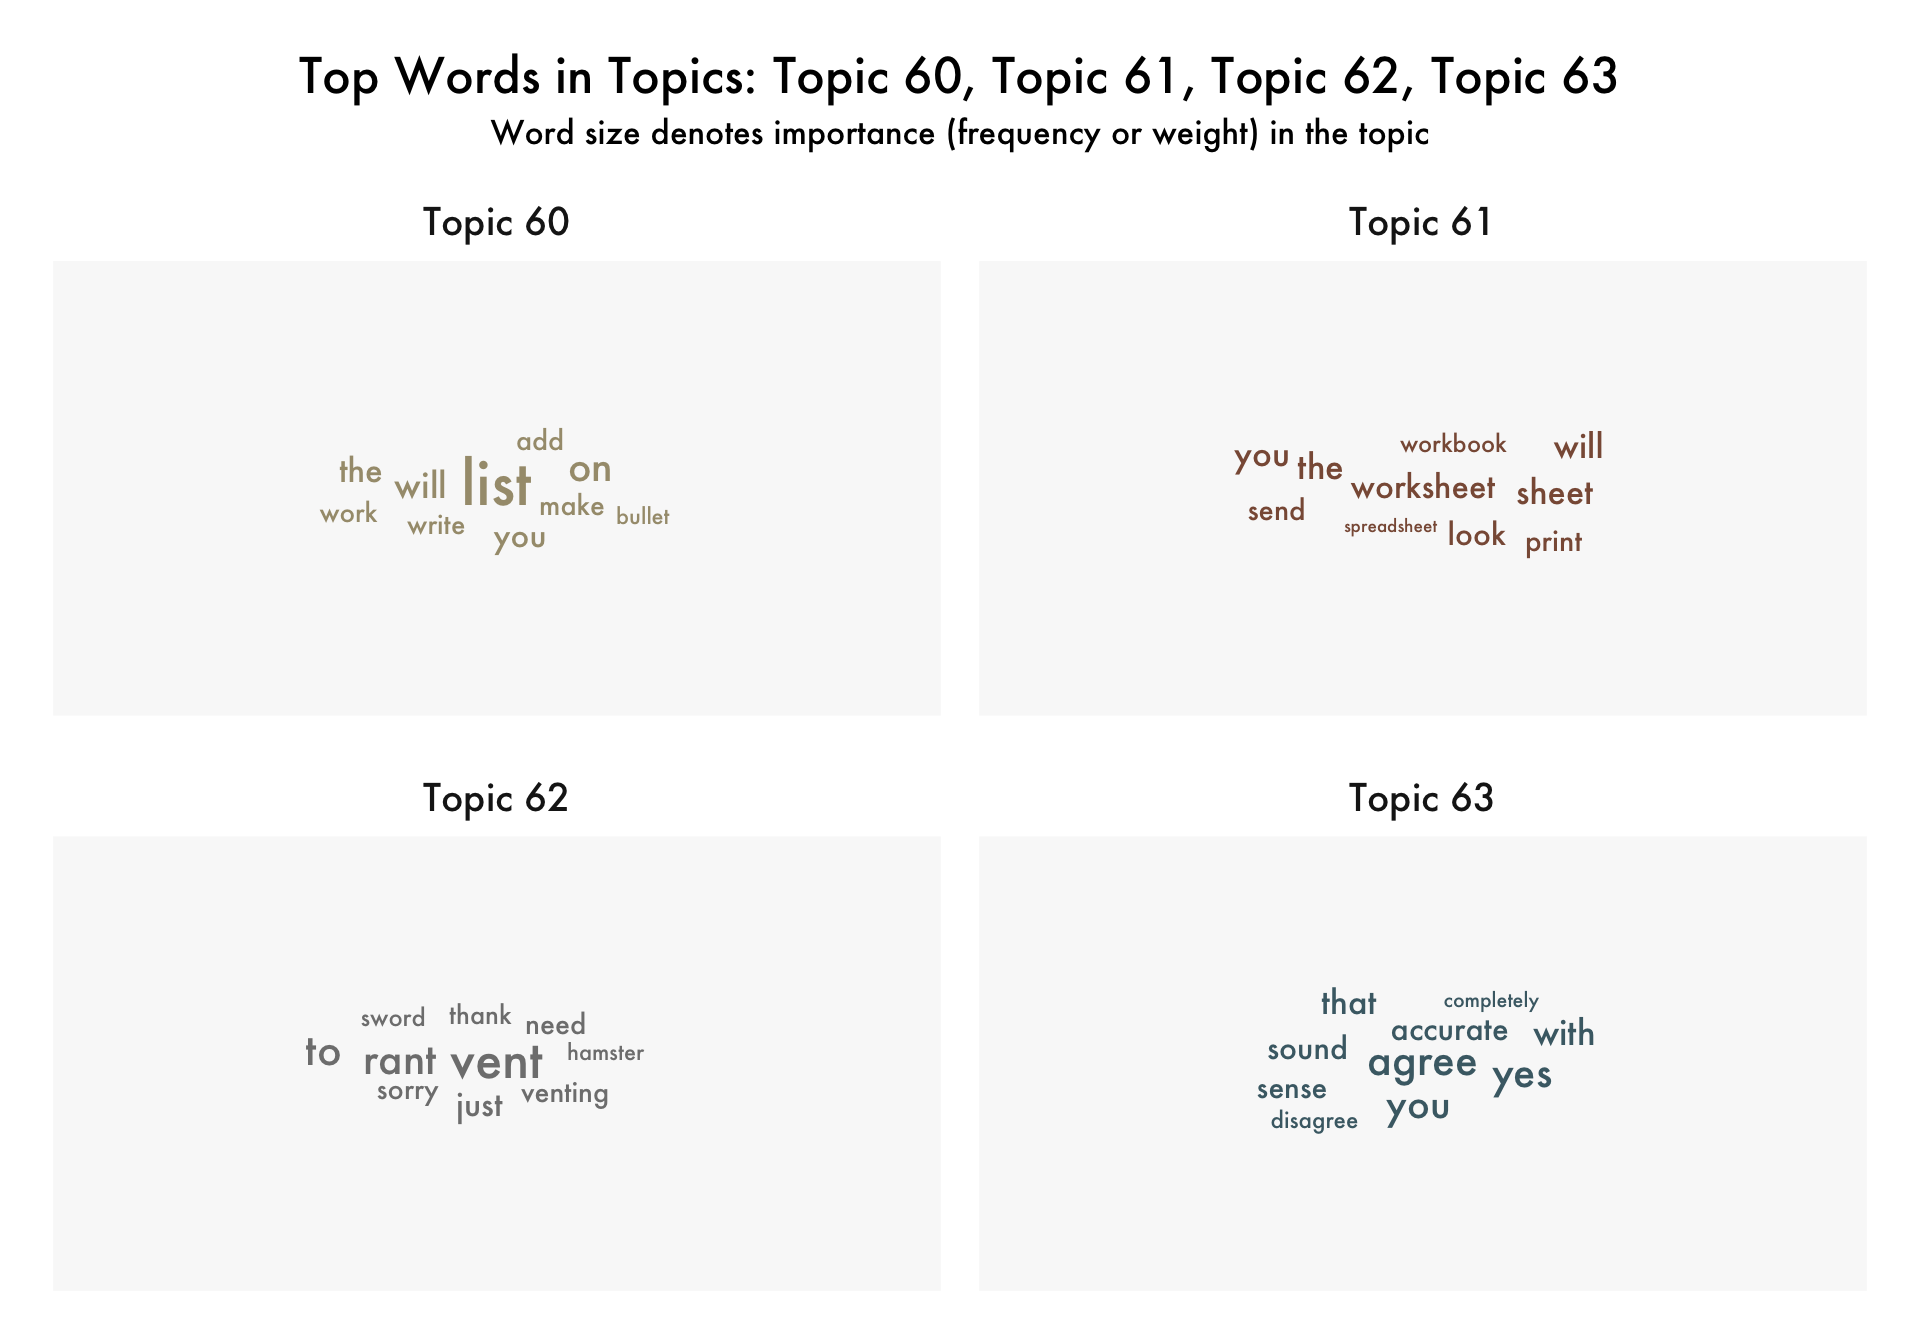 Top Words in Topics: Topic 60, Topic 61, Topic 62, Topic 63
Word size denotes importance (frequency or weight) in the topic
Topic 60
add
the will list on
work write make bullet
you
Topic 61
workbook will
you the worksheet sheet
send spreadsheet look print
Topic 62
sword thank need
to rant vent hamster
sorry just venting
Topic 63
that completely
accurate with
sound agree yes
sense you
disagree